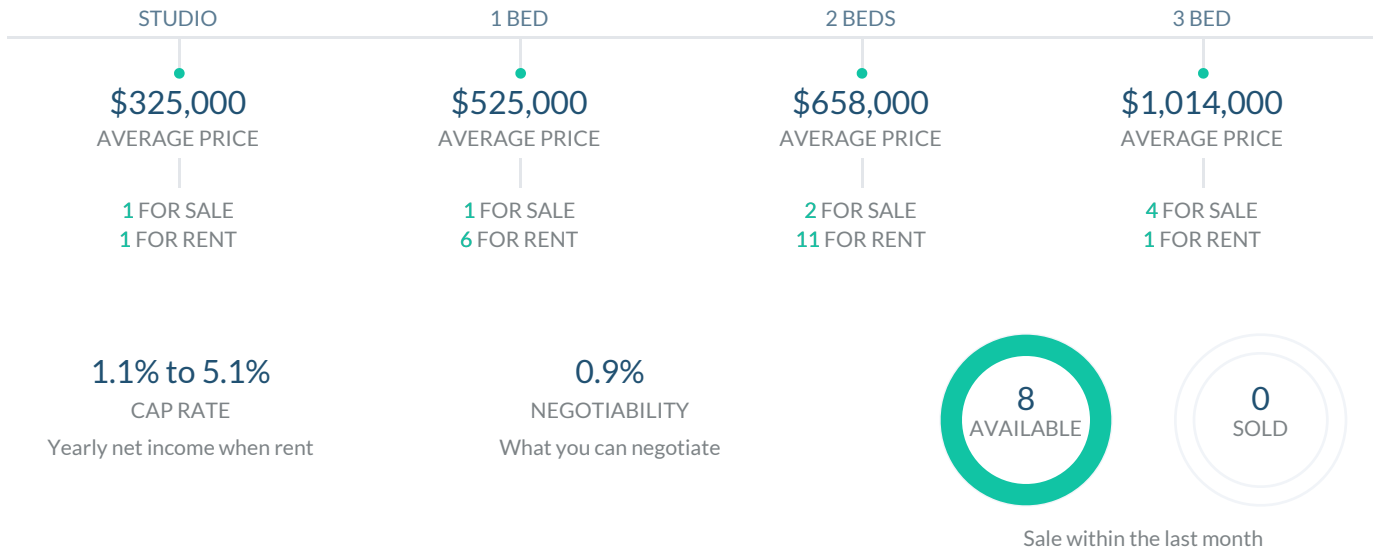 STUDIO
1 BED
2 BEDS
3 BED
$325,000
$525,000
$658,000
$1,014,000
AVERAGE PRICE
AVERAGE PRICE
AVERAGE PRICE
AVERAGE PRICE
1 FOR SALE
1 FOR SALE
2 FOR SALE
4 FOR SALE
1 FOR RENT
6 FOR RENT
11 FOR RENT
1 FOR RENT
1.1% to 5.1%
CAP RATE
Yearly net income when rent
0.9%
NEGOTIABILITY
What you can negotiate
8
AVAILABLE
0
SOLD
Sale within the last month